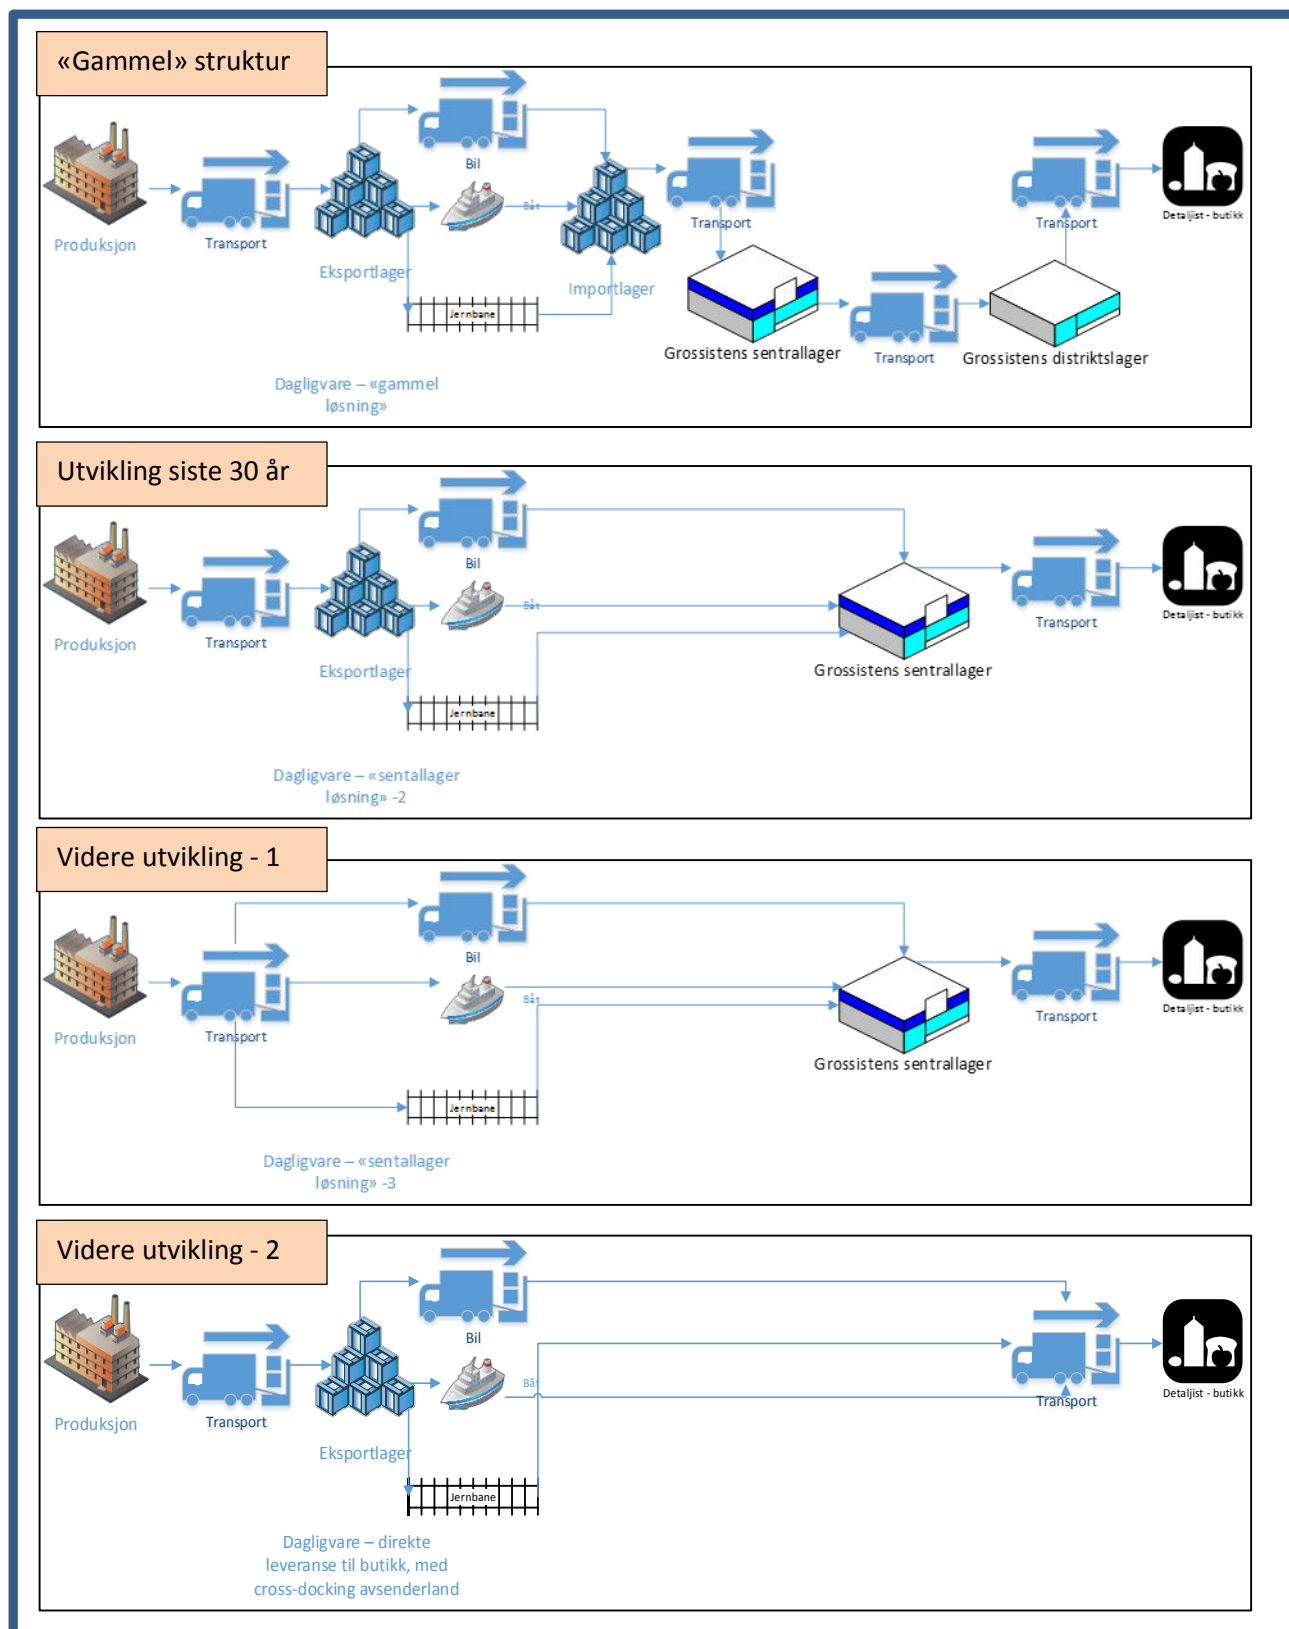 «Gammel» struktur
Bil
Båt
Produksjon
Transport
Eksportlager
Jernbane
Importlager
Transport
Grossistens sentrallager
Transport
Grossistens distriktslager
Transport
Detaljist - butikk
Dagligvare – «gammel
løsning»
Utvikling siste 30 år
Bil
Båt
Produksjon
Transport
Eksportlager
Jernbane
Grossistens sentrallager
Transport
Detaljist - butikk
Dagligvare – «sentallager
løsning» -2
Videre utvikling - 1
Bil
Båt
Produksjon
Transport
Jernbane
Grossistens sentrallager
Transport
Detaljist - butikk
Dagligvare – «sentallager
løsning» -3
Videre utvikling - 2
Bil
Båt
Produksjon
Transport
Eksportlager
Jernbane
Transport
Detaljist - butikk
Dagligvare – direkte
leveranse til butikk, med
cross-docking avsenderland